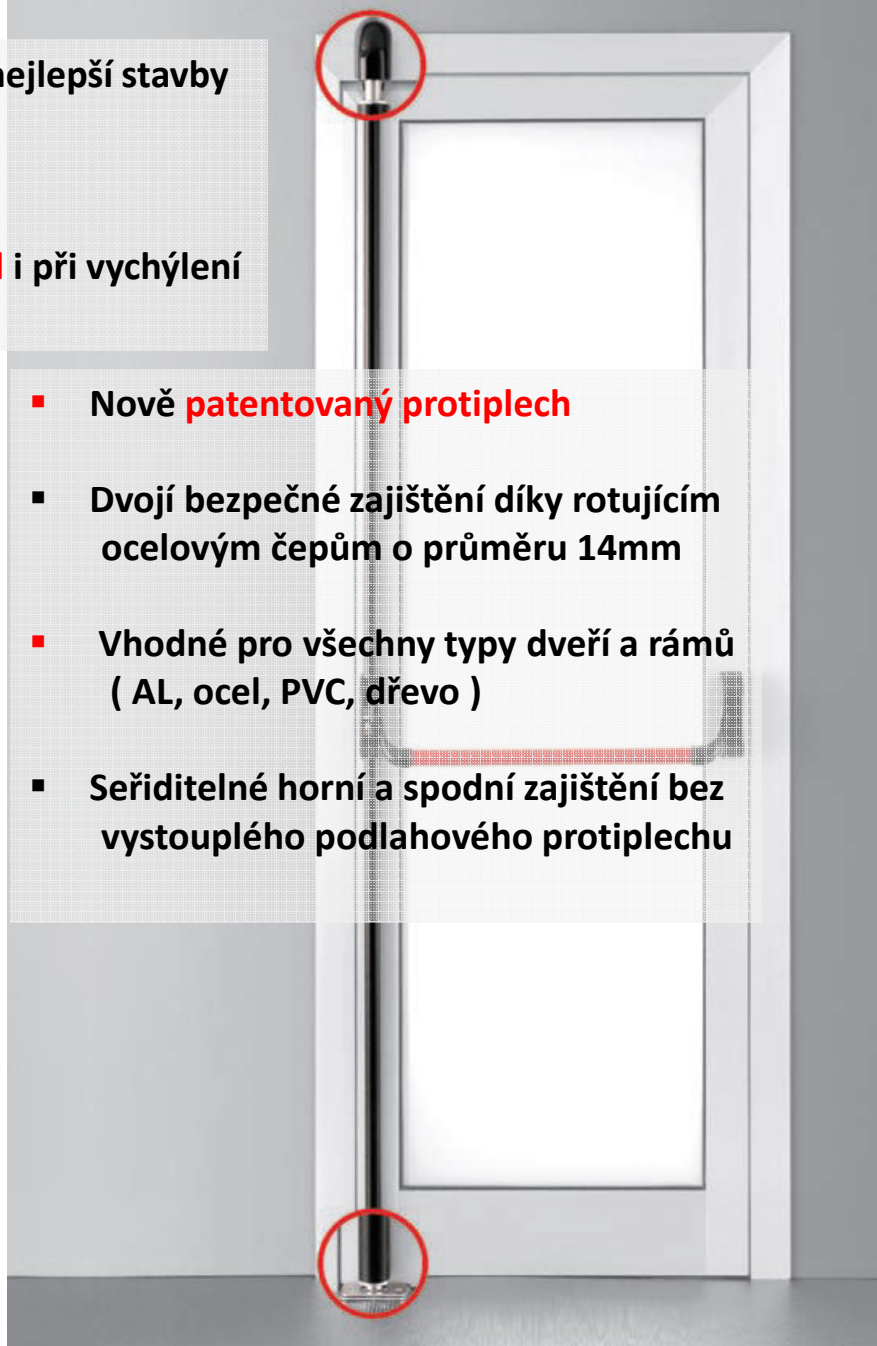 nejlepší stavby
i při vychýlení
▪ Nově patentovaný protiplech
▪ Dvojí bezpečné zajištění díky rotujícím
ocelovým čepům o průměru 14mm
▪ Vhodné pro všechny typy dveří a rámů
( AL, ocel, PVC, dřevo )
▪ Seřiditelné horní a spodní zajištění bez
vystouplého podlahového protiplechu